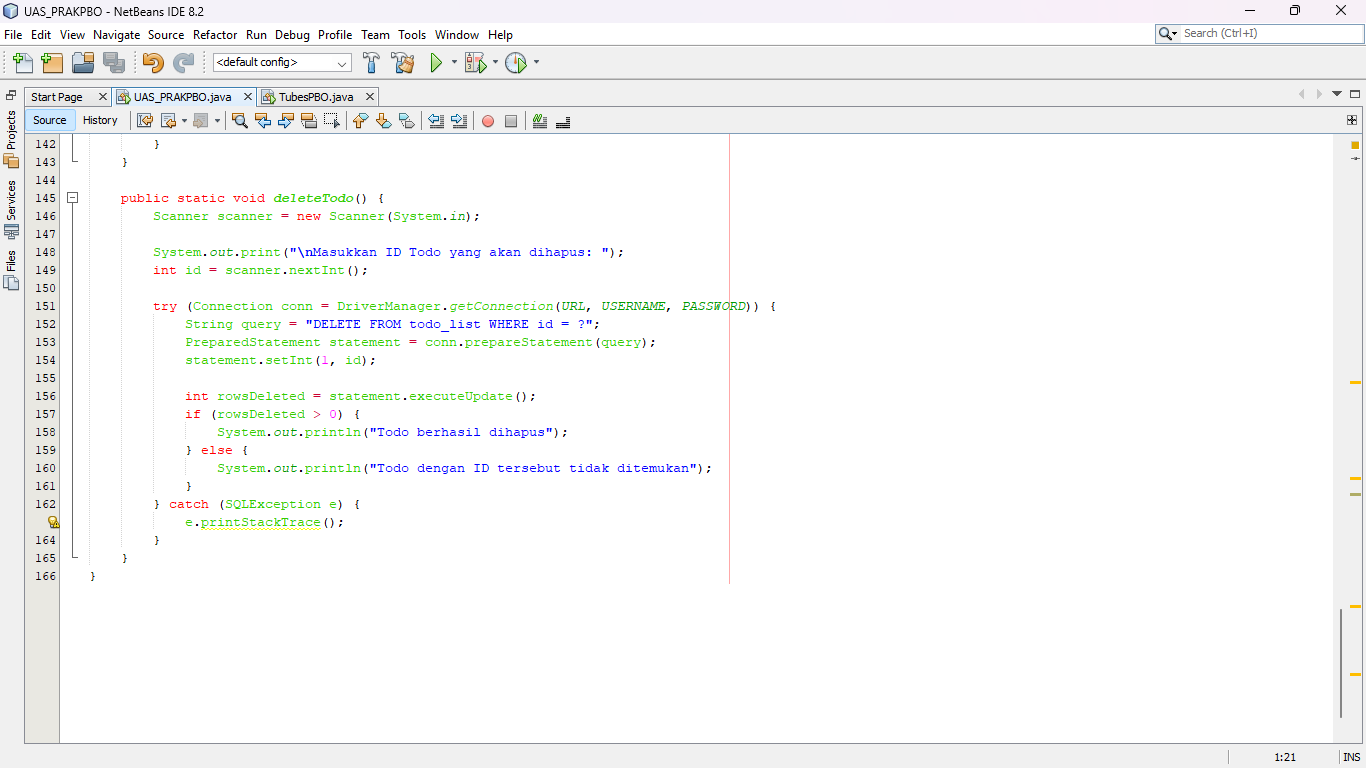 UAS_PRAKPBO - NetBeans IDE 8.2
File Edit View Navigate Source Refactor Run Debug Profile Team Tools Window Help
Search (Ctrl+I)
<default config>
Start Page UAS_PRAKPBO.java TubesPBO.java
Source History
Projects
Services
Files
142 }
143 }
144
145 public static void deleteTodo() {
146 Scanner scanner = new Scanner(System.in);
147
148 System.out.print("\nMasukkan ID Todo yang akan dihapus: ");
149 int id = scanner.nextInt();
150
151 try (Connection conn = DriverManager.getConnection(URL, USERNAME, PASSWORD)) {
152 String query = "DELETE FROM todo_list WHERE id = ?";
153 PreparedStatement statement = conn.prepareStatement(query);
154 statement.setInt(1, id);
155
156 int rowsDeleted = statement.executeUpdate();
157 if (rowsDeleted > 0) {
158 System.out.println("Todo berhasil dihapus");
159 } else {
160 System.out.println("Todo dengan ID tersebut tidak ditemukan");
161 }
162 } catch (SQLException e) {
e.printStackTrace();
164 }
165 }
166 }
1:21 INS